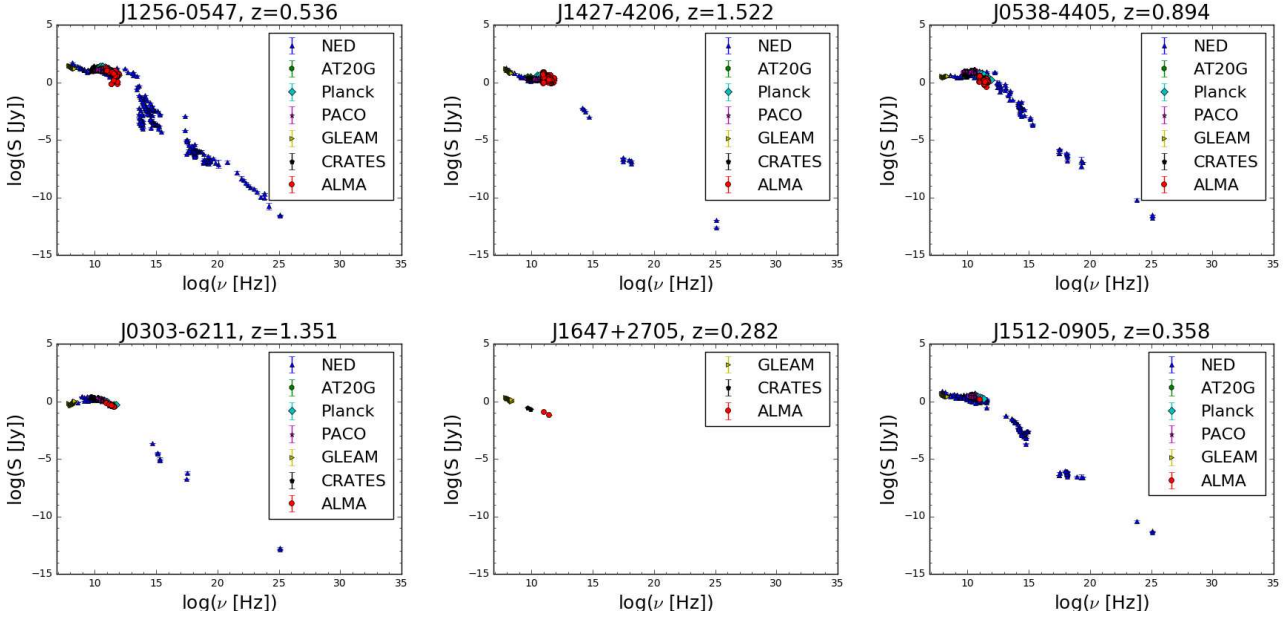 J1256-0547, z=0.536
5
0
−5
−10
−15
log(S [Jy])
10 15 20 25 30 35
log(ν [Hz])
NED
AT20G
Planck
PACO
GLEAM
CRATES
ALMA
J1427-4206, z=1.522
5
0
−5
−10
−15
log(S [Jy])
10 15 20 25 30 35
log(ν [Hz])
NED
AT20G
Planck
PACO
GLEAM
CRATES
ALMA
J0538-4405, z=0.894
5
0
−5
−10
−15
log(S [Jy])
10 15 20 25 30 35
log(ν [Hz])
NED
AT20G
Planck
PACO
GLEAM
CRATES
ALMA
J0303-6211, z=1.351
5
0
−5
−10
−15
log(S [Jy])
10 15 20 25 30 35
log(ν [Hz])
NED
AT20G
Planck
PACO
GLEAM
CRATES
ALMA
J1647+2705, z=0.282
5
0
−5
−10
−15
log(S [Jy])
10 15 20 25 30 35
log(ν [Hz])
GLEAM
CRATES
ALMA
J1512-0905, z=0.358
5
0
−5
−10
−15
log(S [Jy])
10 15 20 25 30 35
log(ν [Hz])
NED
AT20G
Planck
PACO
GLEAM
ALMA